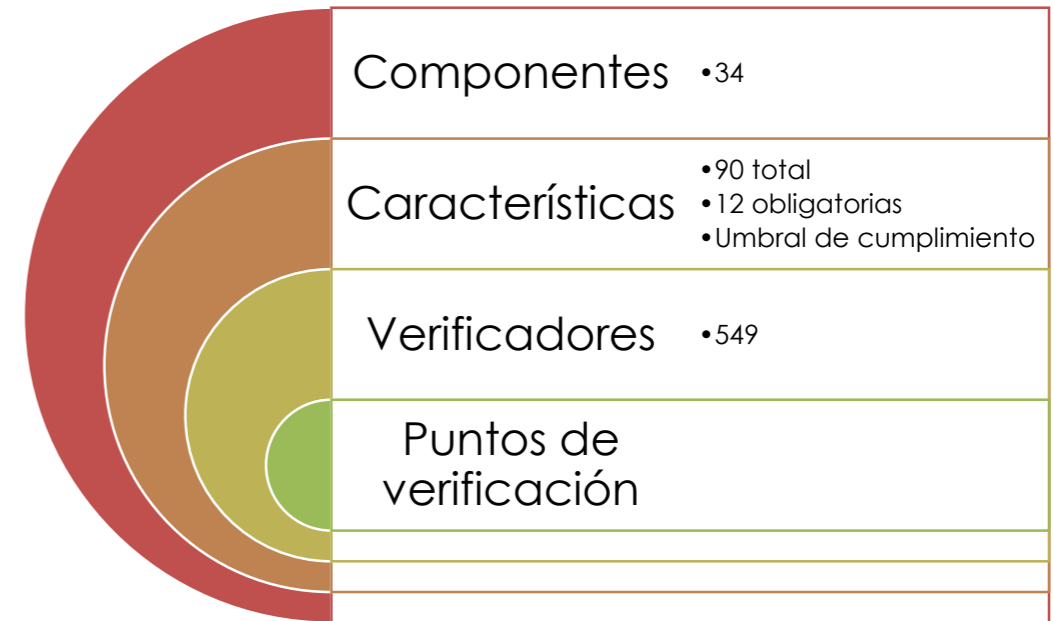 Componentes
•34
Características
•90 total
•12 obligatorias
•Umbral de cumplimiento
Verificadores
•549
Puntos de
verificación